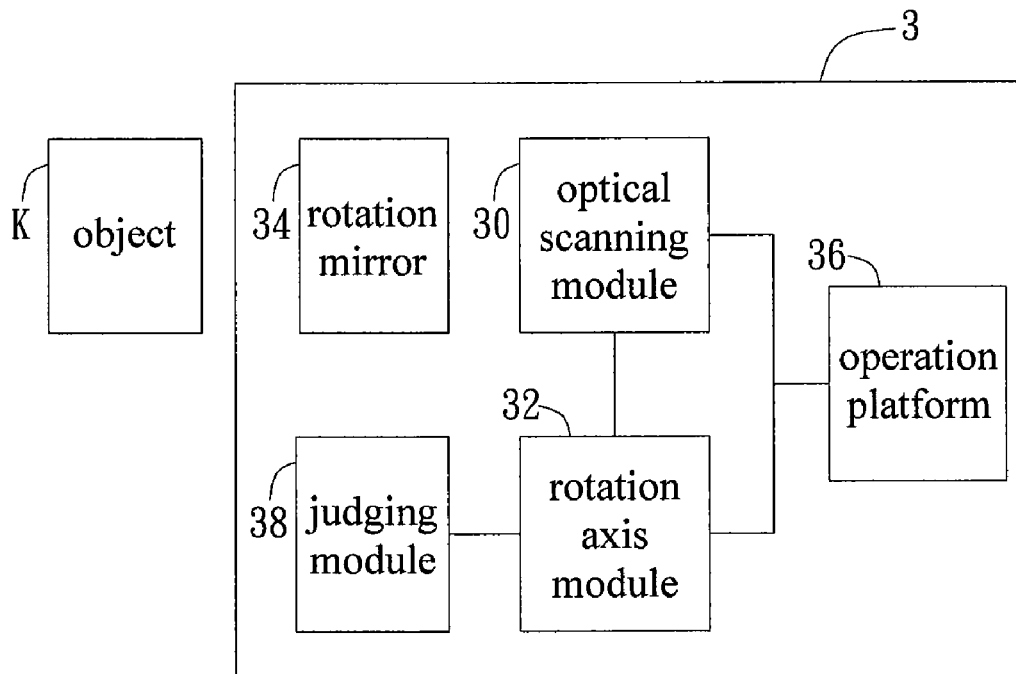 3
K
object
34
rotation
mirror
30
optical
scanning
module
36
operation
platform
38
judging
module
32
rotation
axis
module